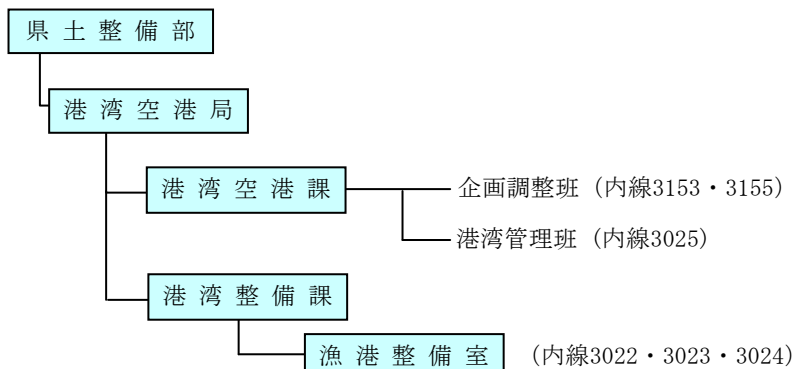 県土整備部
港湾空港局
港湾空港課
企画調整班（内線3153・3155）
港湾管理班（内線3025）
港湾整備課
漁港整備室 （内線3022・3023・3024）